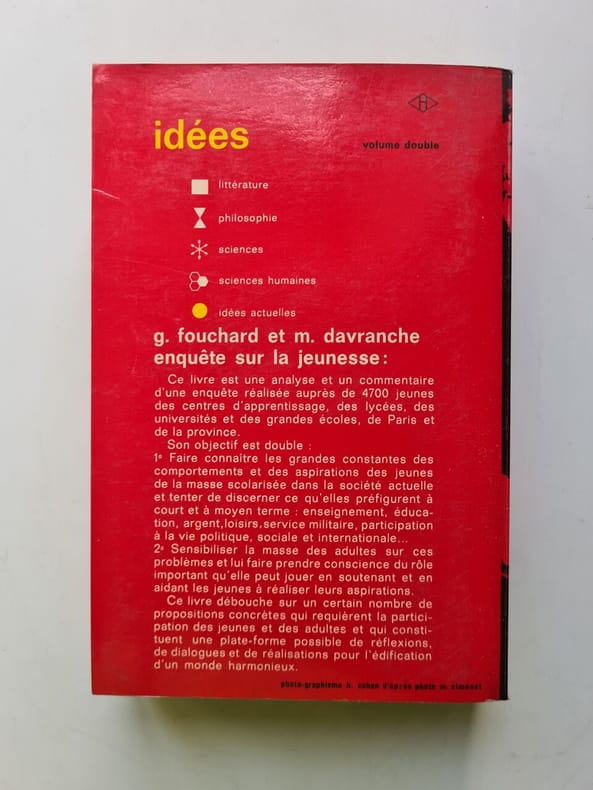 idées
volume double
littérature
philosophie
sciences
sciences humaines
idées actuelles
g. fouchard et m. davranche
enquête sur la jeunesse :
Ce livre est une analyse et un commentaire
d'une enquête réalisée auprès de 4700 jeunes
des centres d'apprentissage, des lycées, des
universités et des grandes écoles, de Paris et
de la province.
Son objectif est double :
1º Faire connaître les grandes constantes des
comportements et des aspirations des jeunes
de la masse scolarisée dans la société actuelle
et tenter de discerner ce qu'elles préfigurent à
court et à moyen terme : enseignement, éduca-
tion, argent,loisirs,service militaire, participation
à la vie politique, sociale et internationale...
2º Sensibiliser la masse des adultes sur ces
problèmes et lui faire prendre conscience du rôle
important qu'elle peut jouer en soutenant et en
aidant les jeunes à réaliser leurs aspirations.
Ce livre débouche sur un certain nombre de
propositions concrètes qui requièrent la partici-
pation des jeunes et des adultes et qui consti-
tuent une plate-forme possible de réflexions,
de dialogues et de réalisations pour l'édification
d'un monde harmonieux.
photo-graphisme h. cohen d'après photo m. simonet